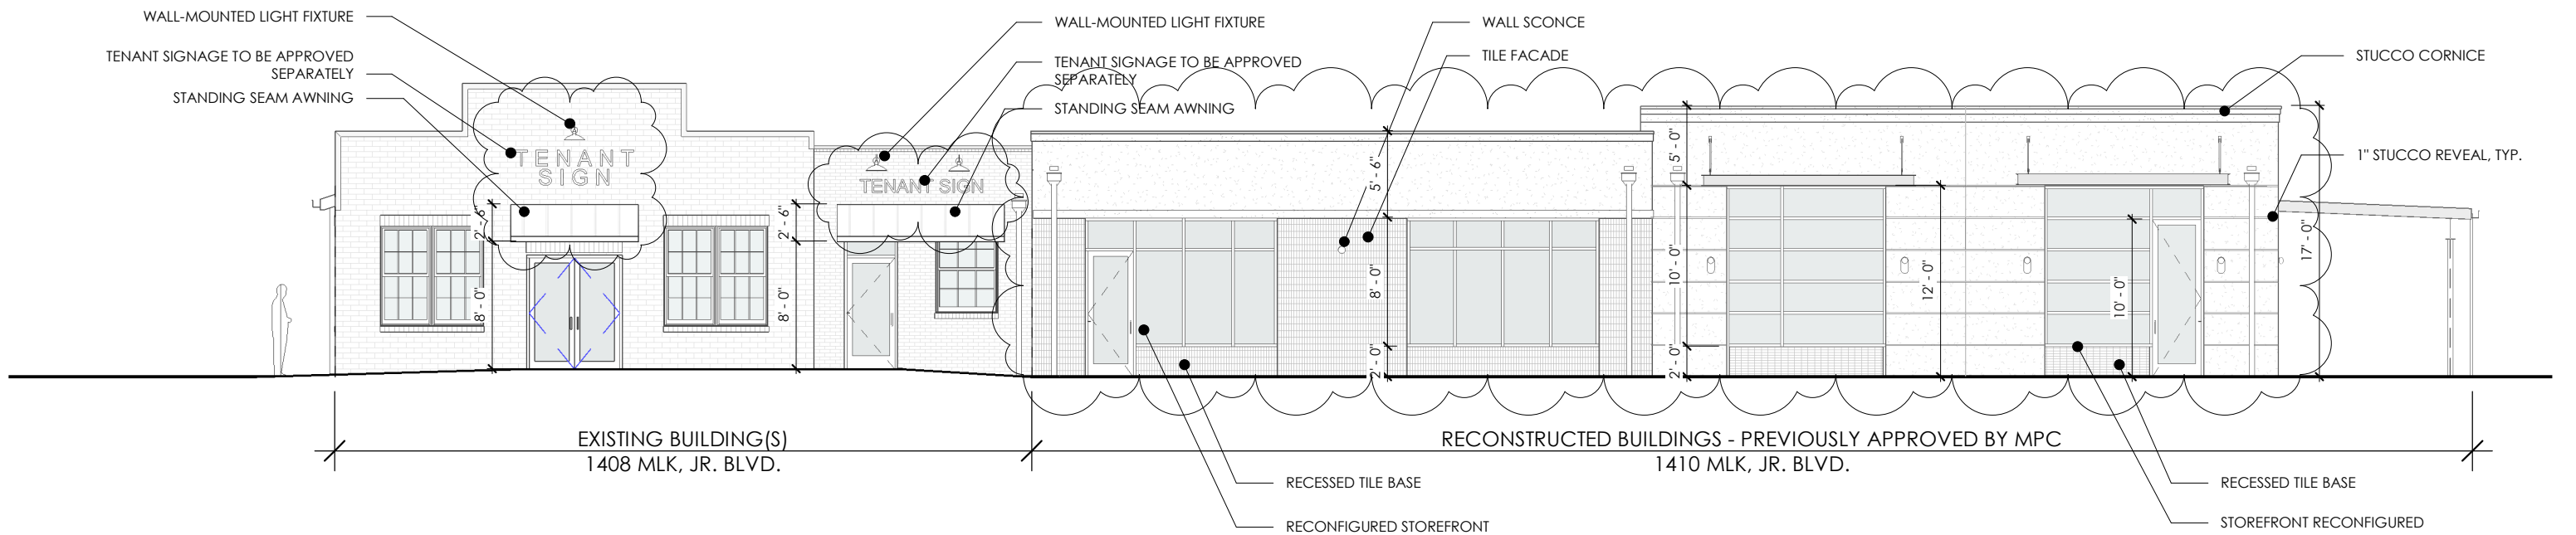 WALL-MOUNTED LIGHT FIXTURE
TENANT SIGNAGE TO BE APPROVED
SEPARATELY
STANDING SEAM AWNING
WALL-MOUNTED LIGHT FIXTURE
TENANT SIGNAGE TO BE APPROVED
SEPARATELY
STANDING SEAM AWNING
WALL SCONCE
TILE FACADE
STUCCO CORNICE
1" STUCCO REVEAL, TYP.
TENANT
SIGN
TENANT SIGN
2' - 6"
8' - 0"
2' - 6"
8' - 0"
5' - 6"
8' - 0"
2' - 0"
5' - 0"
10' - 0"
2' - 0"
12' - 0"
10' - 0"
17' - 0"
EXISTING BUILDING(S)
1408 MLK, JR. BLVD.
RECONSTRUCTED BUILDINGS - PREVIOUSLY APPROVED BY MPC
1410 MLK, JR. BLVD.
RECESSED TILE BASE
RECONFIGURED STOREFRONT
RECESSED TILE BASE
STOREFRONT RECONFIGURED